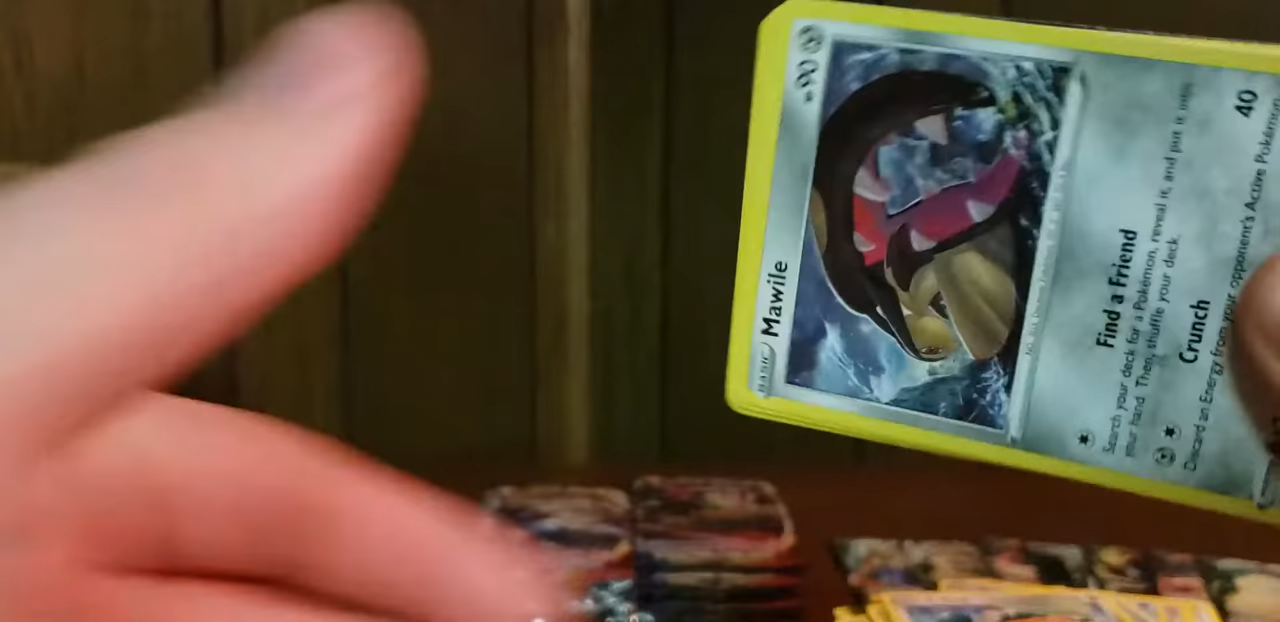 BASIC
Mawile
90
Find a Friend
Search your deck for a Pokémon, reveal it, and put it into
your hand. Then, shuffle your deck.
Crunch
40
Discard an Energy from your opponent's Active Pokémon.